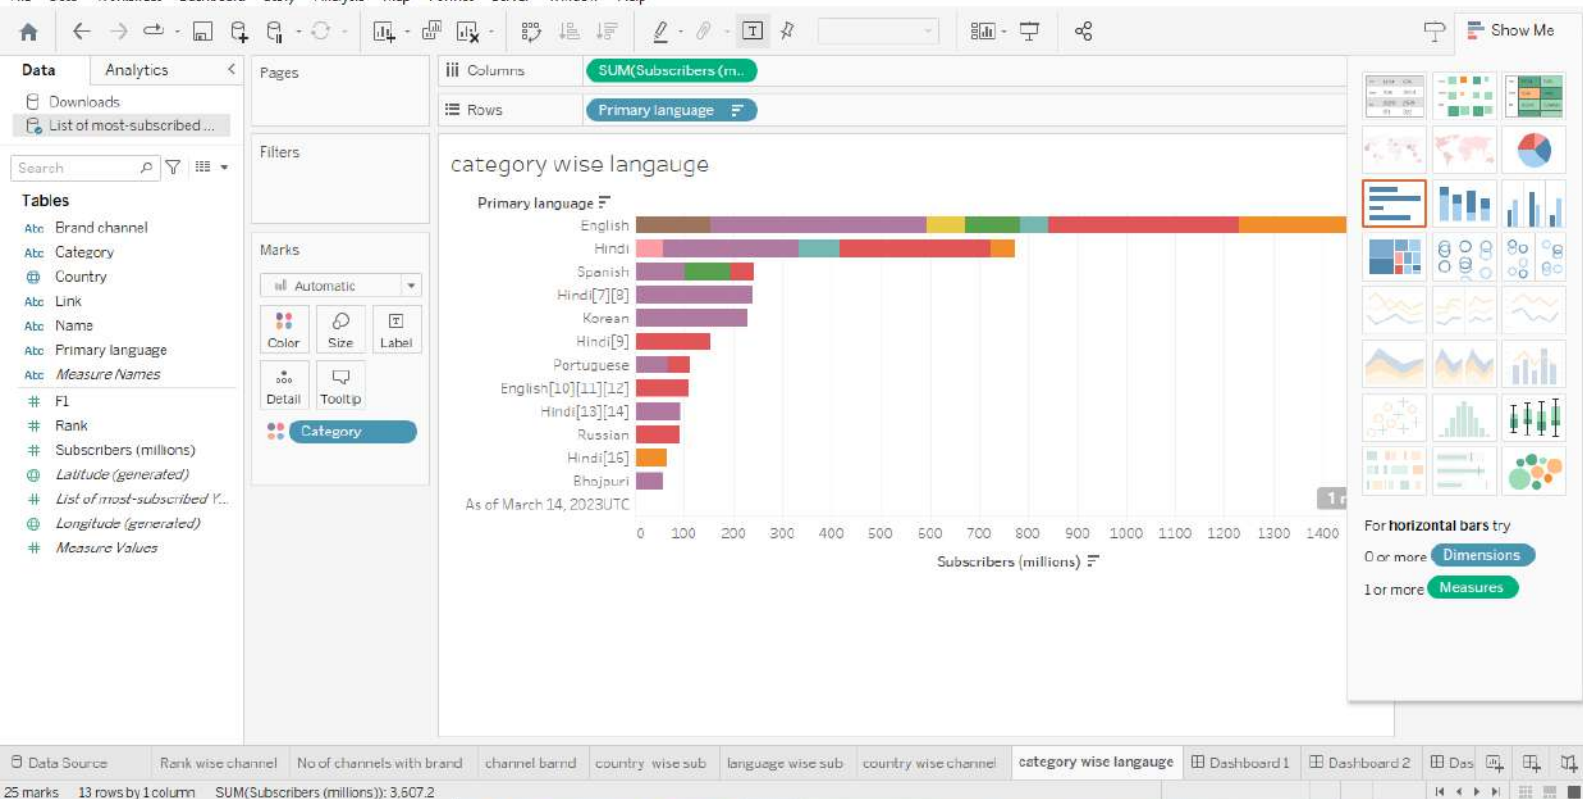 Show Me
Data
Analytics
Downloads
List of most-subscribed ...
Search
Tables
Abc Brand channel
Abc Category
Country
Abc Link
Abc Name
Abc Primary language
Abc Measure Names
# F1
# Rank
# Subscribers (millions)
Latitude (generated)
# List of most-subscribed Y...
Longitude (generated)
# Measure Values
Pages
Filters
Marks
Automatic
Color
Size
Label
Detail
Tooltip
Category
iii Columns
SUM(Subscribers (m..
Rows
Primary language
category wise langauge
Primary language
English
Hindi
Spanish
Hindi[7][8]
Korean
Hindi[9]
Portuguese
English[10][11][12]
Hindi[13][14]
Russian
Hindi[16]
Bhojpuri
As of March 14, 2023UTC
0 100 200 300 400 500 600 700 800 900 1000 1100 1200 1300 1400
Subscribers (millions)
For horizontal bars try
0 or more Dimensions
1 or more Measures
Data Source
Rank wise channel
No of channels with brand
channel barnd
country wise sub
language wise sub
country wise channel
category wise langauge
Dashboard 1
Dashboard 2
Das
25 marks 13 rows by 1 column SUM(Subscribers (millions)): 3,607.2